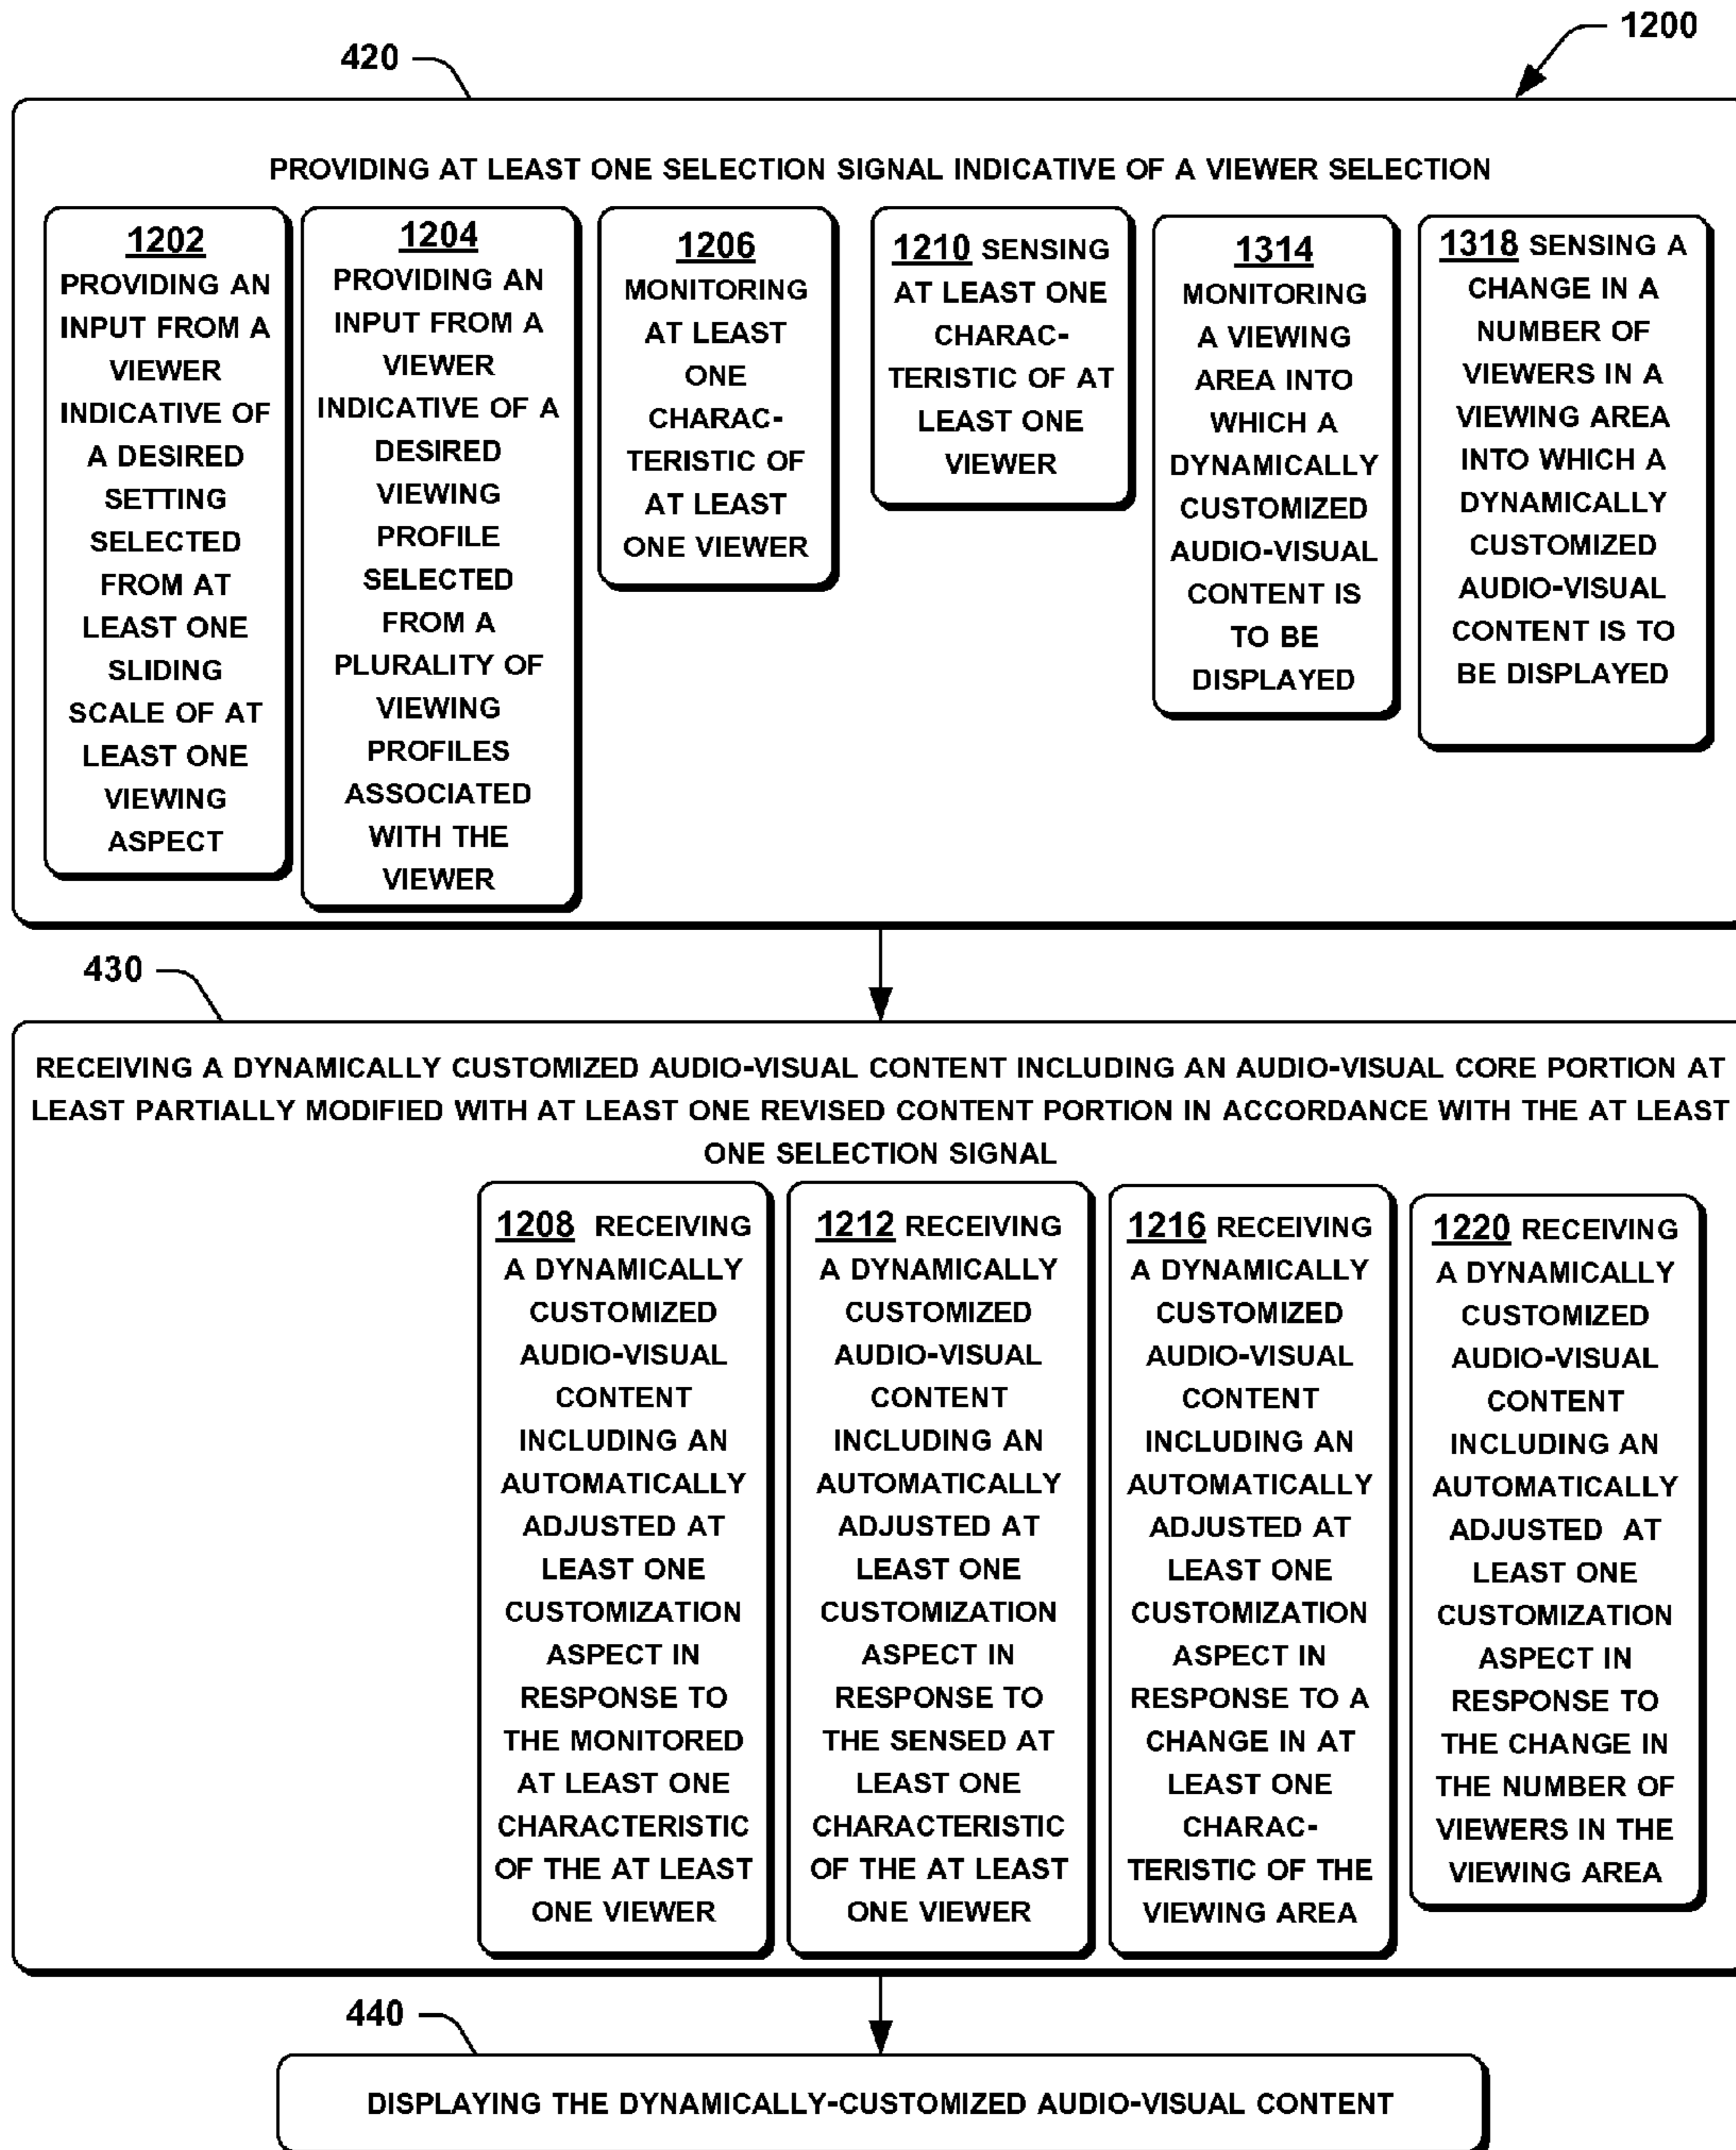 1200
420
PROVIDING AT LEAST ONE SELECTION SIGNAL INDICATIVE OF A VIEWER SELECTION
1202
PROVIDING AN
INPUT FROM A
VIEWER
INDICATIVE OF
A DESIRED
SETTING
SELECTED
FROM AT
LEAST ONE
SLIDING
SCALE OF AT
LEAST ONE
VIEWING
ASPECT
1204
PROVIDING AN
INPUT FROM A
VIEWER
INDICATIVE OF A
DESIRED
VIEWING
PROFILE
SELECTED
FROM A
PLURALITY OF
VIEWING
PROFILES
ASSOCIATED
WITH THE
VIEWER
1206
MONITORING
AT LEAST
ONE
CHARAC-
TERISTIC OF
AT LEAST
ONE VIEWER
1210 SENSING
AT LEAST ONE
CHARAC-
TERISTIC OF AT
LEAST ONE
VIEWER
1314
MONITORING
A VIEWING
AREA INTO
WHICH A
DYNAMICALLY
CUSTOMIZED
AUDIO-VISUAL
CONTENT IS
TO BE
DISPLAYED
1318 SENSING A
CHANGE IN A
NUMBER OF
VIEWERS IN A
VIEWING AREA
INTO WHICH A
DYNAMICALLY
CUSTOMIZED
AUDIO-VISUAL
CONTENT IS TO
BE DISPLAYED
430
RECEIVING A DYNAMICALLY CUSTOMIZED AUDIO-VISUAL CONTENT INCLUDING AN AUDIO-VISUAL CORE PORTION AT
LEAST PARTIALLY MODIFIED WITH AT LEAST ONE REVISED CONTENT PORTION IN ACCORDANCE WITH THE AT LEAST
ONE SELECTION SIGNAL
1208 RECEIVING
A DYNAMICALLY
CUSTOMIZED
AUDIO-VISUAL
CONTENT
INCLUDING AN
AUTOMATICALLY
ADJUSTED AT
LEAST ONE
CUSTOMIZATION
ASPECT IN
RESPONSE TO
THE MONITORED
AT LEAST ONE
CHARACTERISTIC
OF THE AT LEAST
ONE VIEWER
1212 RECEIVING
A DYNAMICALLY
CUSTOMIZED
AUDIO-VISUAL
CONTENT
INCLUDING AN
AUTOMATICALLY
ADJUSTED AT
LEAST ONE
CUSTOMIZATION
ASPECT IN
RESPONSE TO
THE SENSED AT
LEAST ONE
CHARACTERISTIC
OF THE AT LEAST
ONE VIEWER
1216 RECEIVING
A DYNAMICALLY
CUSTOMIZED
AUDIO-VISUAL
CONTENT
INCLUDING AN
AUTOMATICALLY
ADJUSTED AT
LEAST ONE
CUSTOMIZATION
ASPECT IN
RESPONSE TO A
CHANGE IN AT
LEAST ONE
CHARAC-
TERISTIC OF THE
VIEWING AREA
1220 RECEIVING
A DYNAMICALLY
CUSTOMIZED
AUDIO-VISUAL
CONTENT
INCLUDING AN
AUTOMATICALLY
ADJUSTED AT
LEAST ONE
CUSTOMIZATION
ASPECT IN
RESPONSE TO
THE CHANGE IN
THE NUMBER OF
VIEWERS IN THE
VIEWING AREA
440
DISPLAYING THE DYNAMICALLY-CUSTOMIZED AUDIO-VISUAL CONTENT